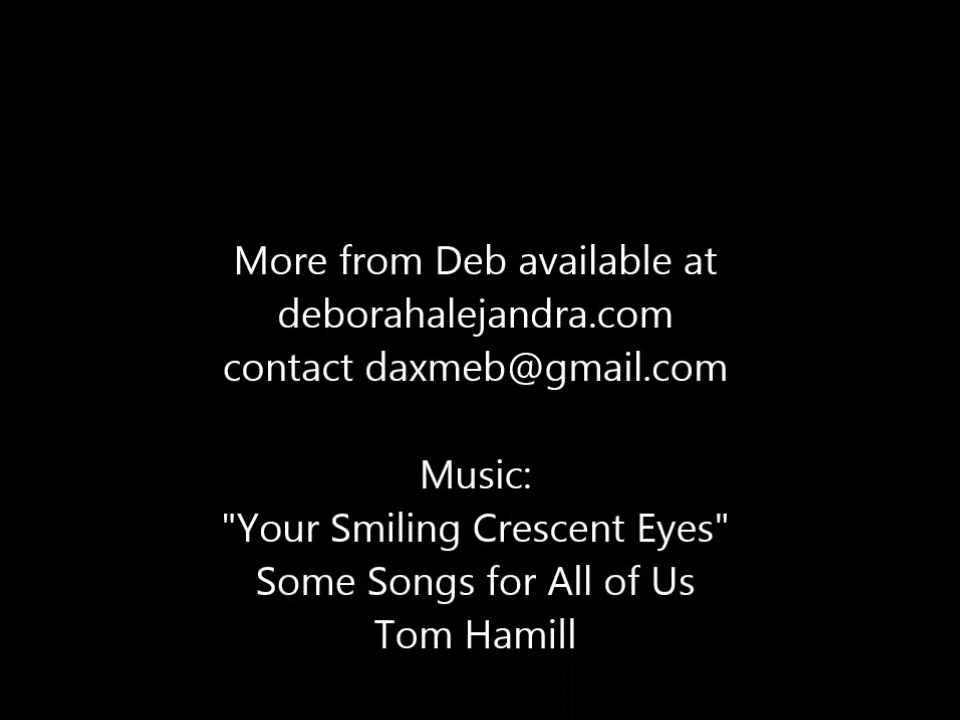 More from Deb available at
deborahalejandra.com
contact daxmeb@gmail.com
Music:
"Your Smiling Crescent Eyes"
Some Songs for All of Us
Tom Hamill